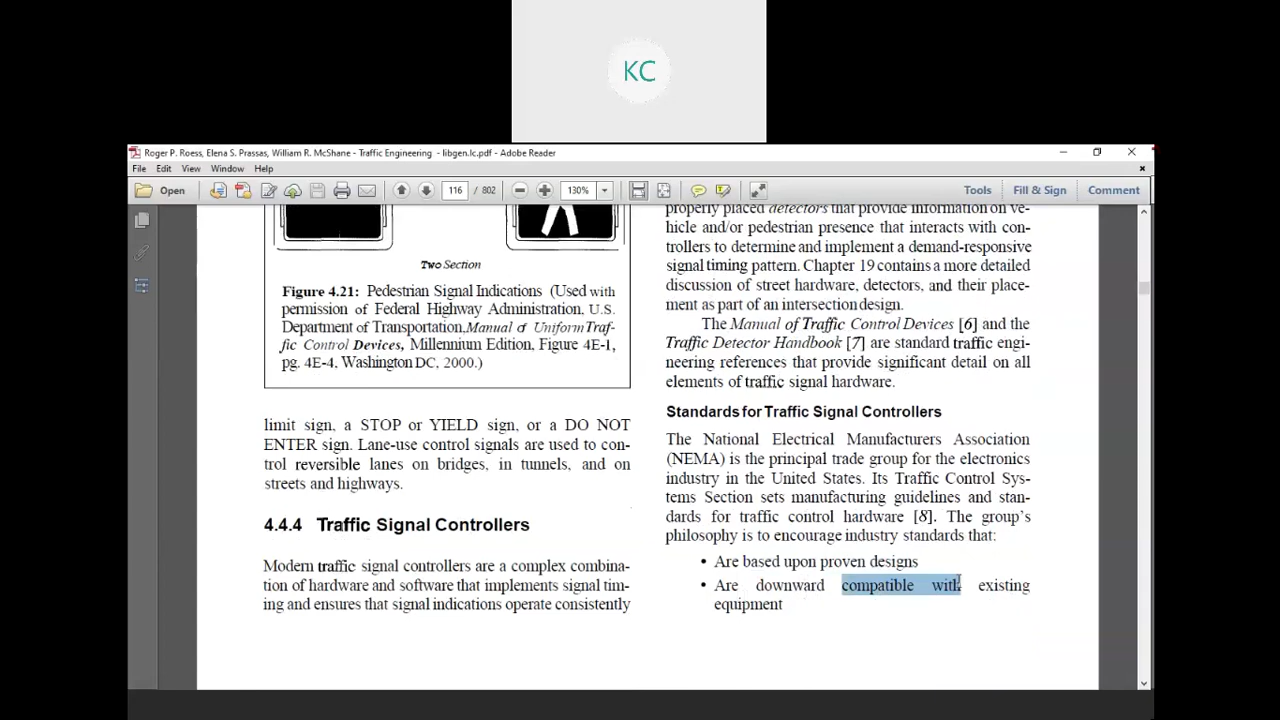 KC
Roger P. Roess, Elena S. Prassas, William R. McShane - Traffic Engineering - libgen.lc.pdf - Adobe Reader
File Edit View Window Help
Open 116 / 802 130% Tools Fill & Sign Comment
Two Section
Figure 4.21: Pedestrian Signal Indications (Used with
permission of Federal Highway Administration, U.S.
Department of Transportation, Manual of Uniform Traf-
fic Control Devices, Millennium Edition, Figure 4E-1,
pg. 4E-4, Washington DC, 2000.)
limit sign, a STOP or YIELD sign, or a DO NOT
ENTER sign. Lane-use control signals are used to con-
trol reversible lanes on bridges, in tunnels, and on
streets and highways.
4.4.4 Traffic Signal Controllers
Modern traffic signal controllers are a complex combina-
tion of hardware and software that implements signal tim-
ing and ensures that signal indications operate consistently
properly placed detectors that provide information on ve-
hicle and/or pedestrian presence that interacts with con-
trollers to determine and implement a demand-responsive
signal timing pattern. Chapter 19 contains a more detailed
discussion of street hardware, detectors, and their place-
ment as part of an intersection design.
The Manual of Traffic Control Devices [6] and the
Traffic Detector Handbook [7] are standard traffic engi-
neering references that provide significant detail on all
elements of traffic signal hardware.
Standards for Traffic Signal Controllers
The National Electrical Manufacturers Association
(NEMA) is the principal trade group for the electronics
industry in the United States. Its Traffic Control Sys-
tems Section sets manufacturing guidelines and stan-
dards for traffic control hardware [8]. The group's
philosophy is to encourage industry standards that:
• Are based upon proven designs
• Are downward compatible with existing
equipment